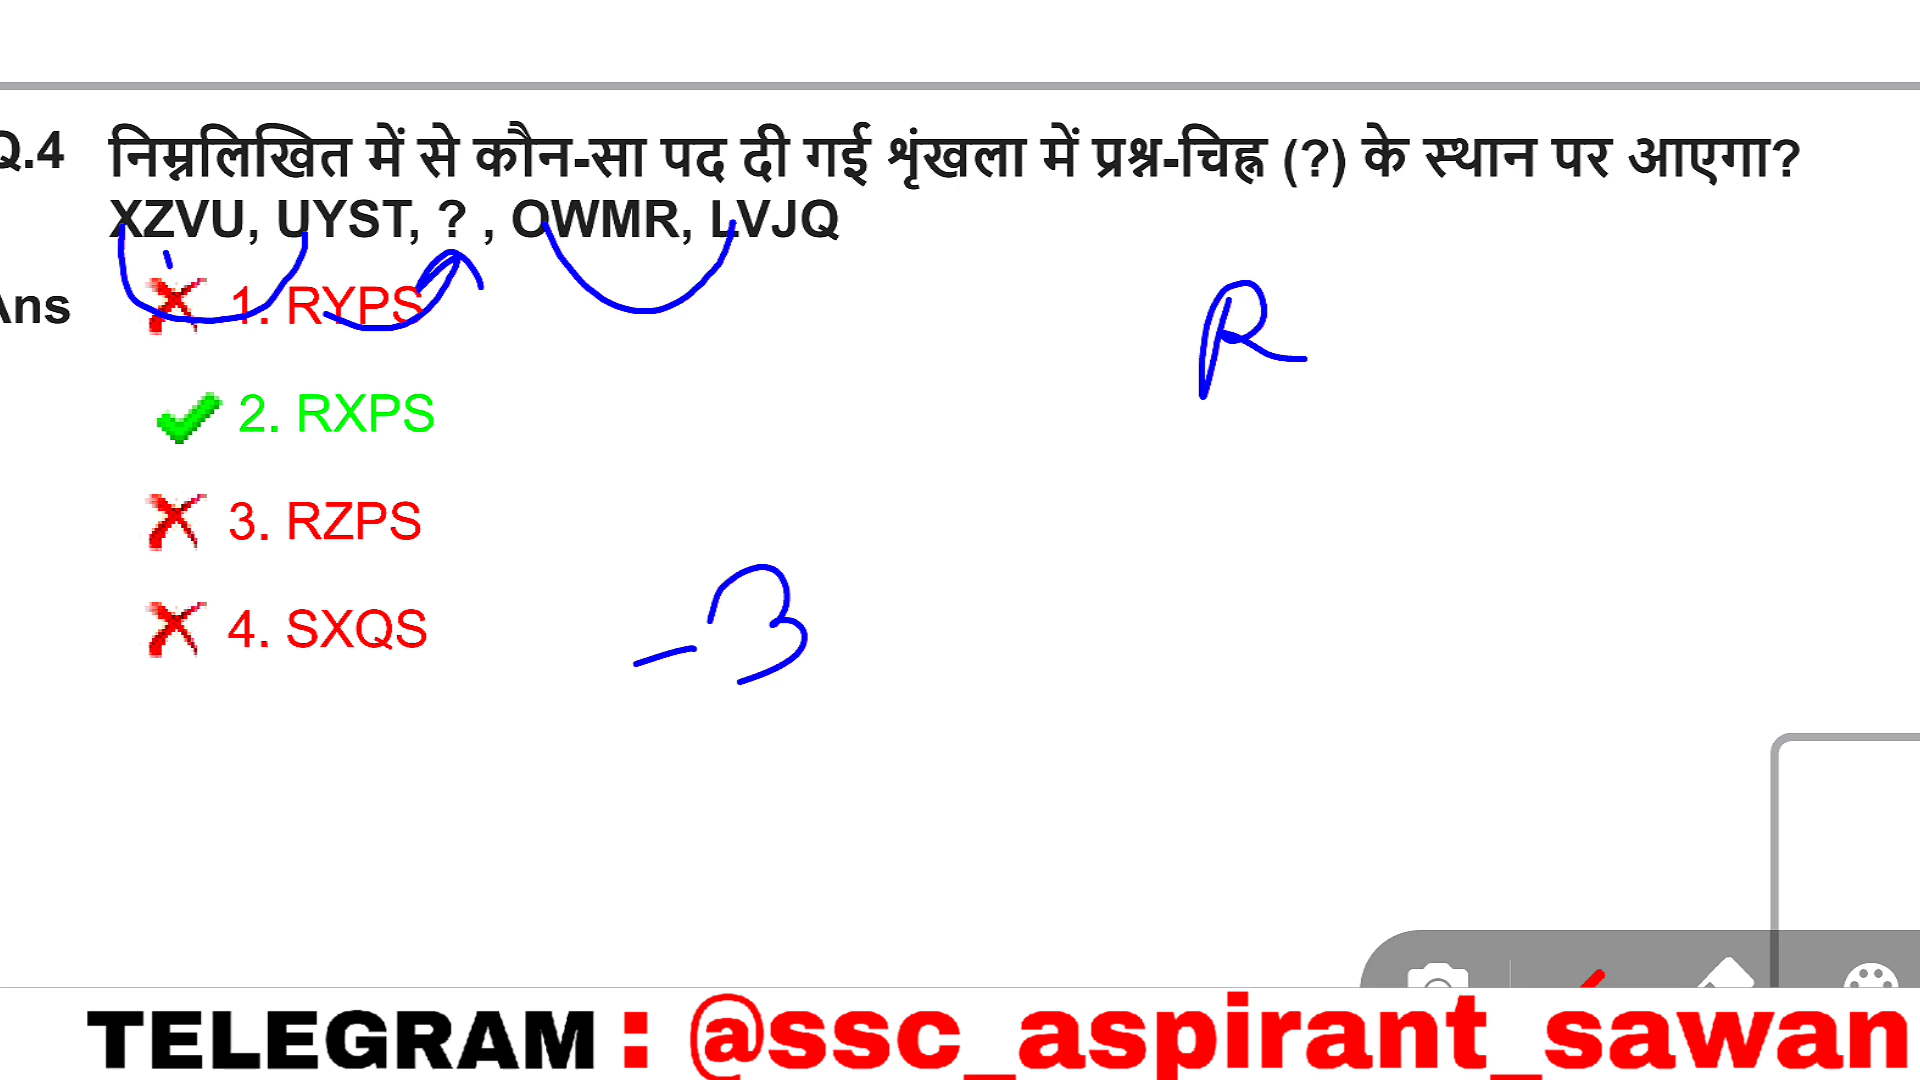 Q.4 निम्नलिखित में से कौन-सा पद दी गई शृंखला में प्रश्न-चिह्न (?) के स्थान पर आएगा?
XZVU, UYST, ? , OWMR, LVJQ
Ans 1. RYPS
2. RXPS
3. RZPS
4. SXQS
R
-3
TELEGRAM : @ssc_aspirant_sawan